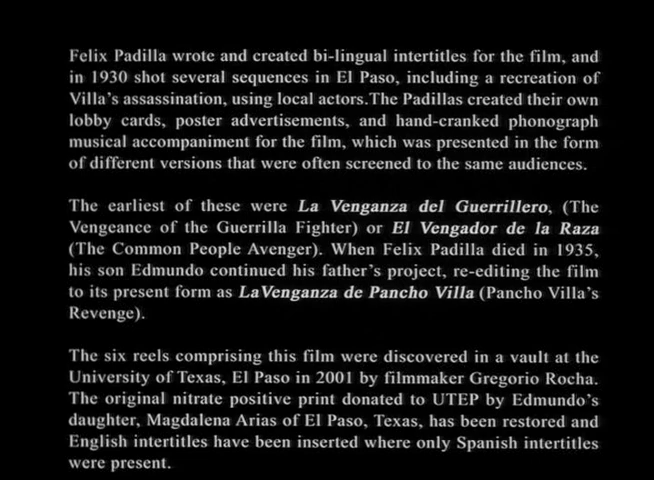 Felix Padilla wrote and created bi-lingual intertitles for the film, and
in 1930 shot several sequences in El Paso, including a recreation of
Villa's assassination, using local actors.The Padillas created their own
lobby cards, poster advertisements, and hand-cranked phonograph
musical accompaniment for the film, which was presented in the form
of different versions that were often screened to the same audiences.
The earliest of these were La Venganza del Guerrillero, (The
Vengeance of the Guerrilla Fighter) or El Vengador de la Raza
(The Common People Avenger). When Felix Padilla died in 1935,
his son Edmundo continued his father's project, re-editing the film
to its present form as LaVenganza de Pancho Villa (Pancho Villa's
Revenge).
The six reels comprising this film were discovered in a vault at the
University of Texas, El Paso in 2001 by filmmaker Gregorio Rocha.
The original nitrate positive print donated to UTEP by Edmundo's
daughter, Magdalena Arias of El Paso, Texas, has been restored and
English intertitles have been inserted where only Spanish intertitles
were present.